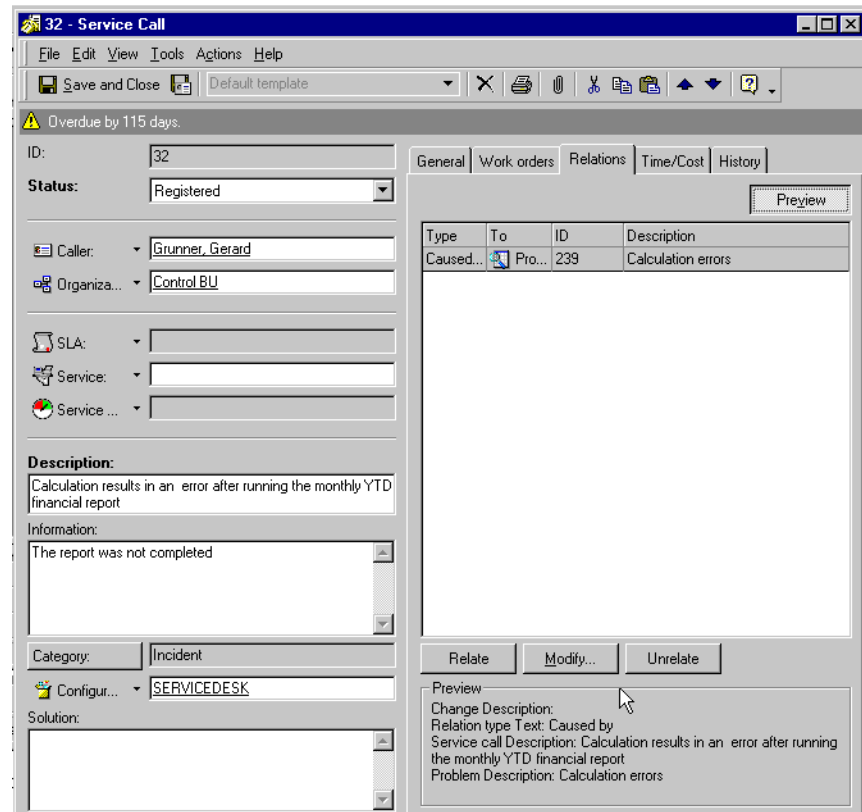 32 - Service Call
File Edit View Tools Actions Help
Save and Close Default template
Overdue by 115 days.
ID: 32
Status: Registered
Caller: Grunner, Gerard
Organiza... Control BU
SLA:
Service:
Service ...
Description:
Calculation results in an error after running the monthly YTD
financial report
Information:
The report was not completed
Category: Incident
Configur... SERVICEDESK
Solution:
General Work orders Relations Time/Cost History
Preview
Type To ID Description
Caused... Pro... 239 Calculation errors
Relate Modify... Unrelate
Preview
Change Description:
Relation type Text: Caused by
Service call Description: Calculation results in an error after running
the monthly YTD financial report
Problem Description: Calculation errors